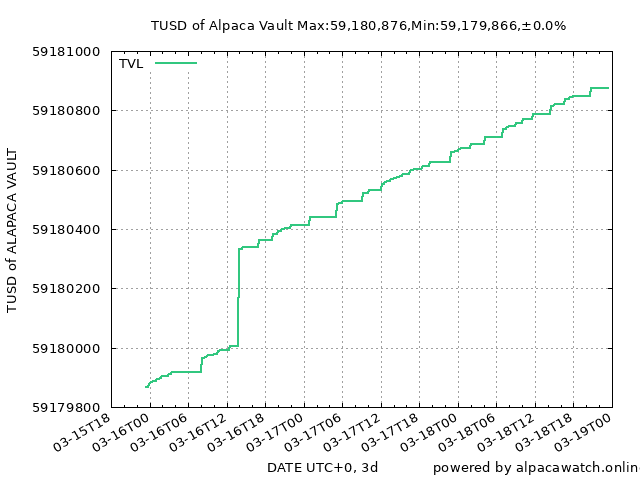 TUSD of Alpaca Vault Max:59,180,876,Min:59,179,866,±0.0%
TVL
TUSD of ALAPACA VAULT
59181000
59180800
59180600
59180400
59180200
59180000
59179800
03-15T18
03-16T00
03-16T06
03-16T12
03-16T18
03-17T00
03-17T06
03-17T12
03-17T18
03-18T00
03-18T06
03-18T12
03-18T18
03-19T00
DATE UTC+0, 3d
powered by alpacawatch.onlin